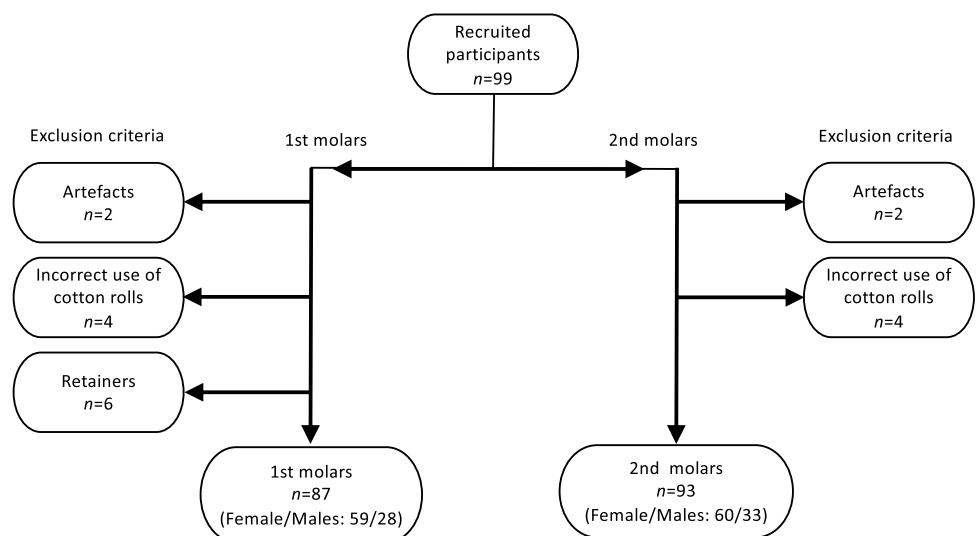 Recruited
participants
n=99
Exclusion criteria
1st molars
2nd molars
Exclusion criteria
Artefacts
n=2
Artefacts
n=2
Incorrect use of
cotton rolls
n=4
Incorrect use of
cotton rolls
n=4
Retainers
n=6
1st molars
n=87
(Female/Males: 59/28)
2nd molars
n=93
(Female/Males: 60/33)